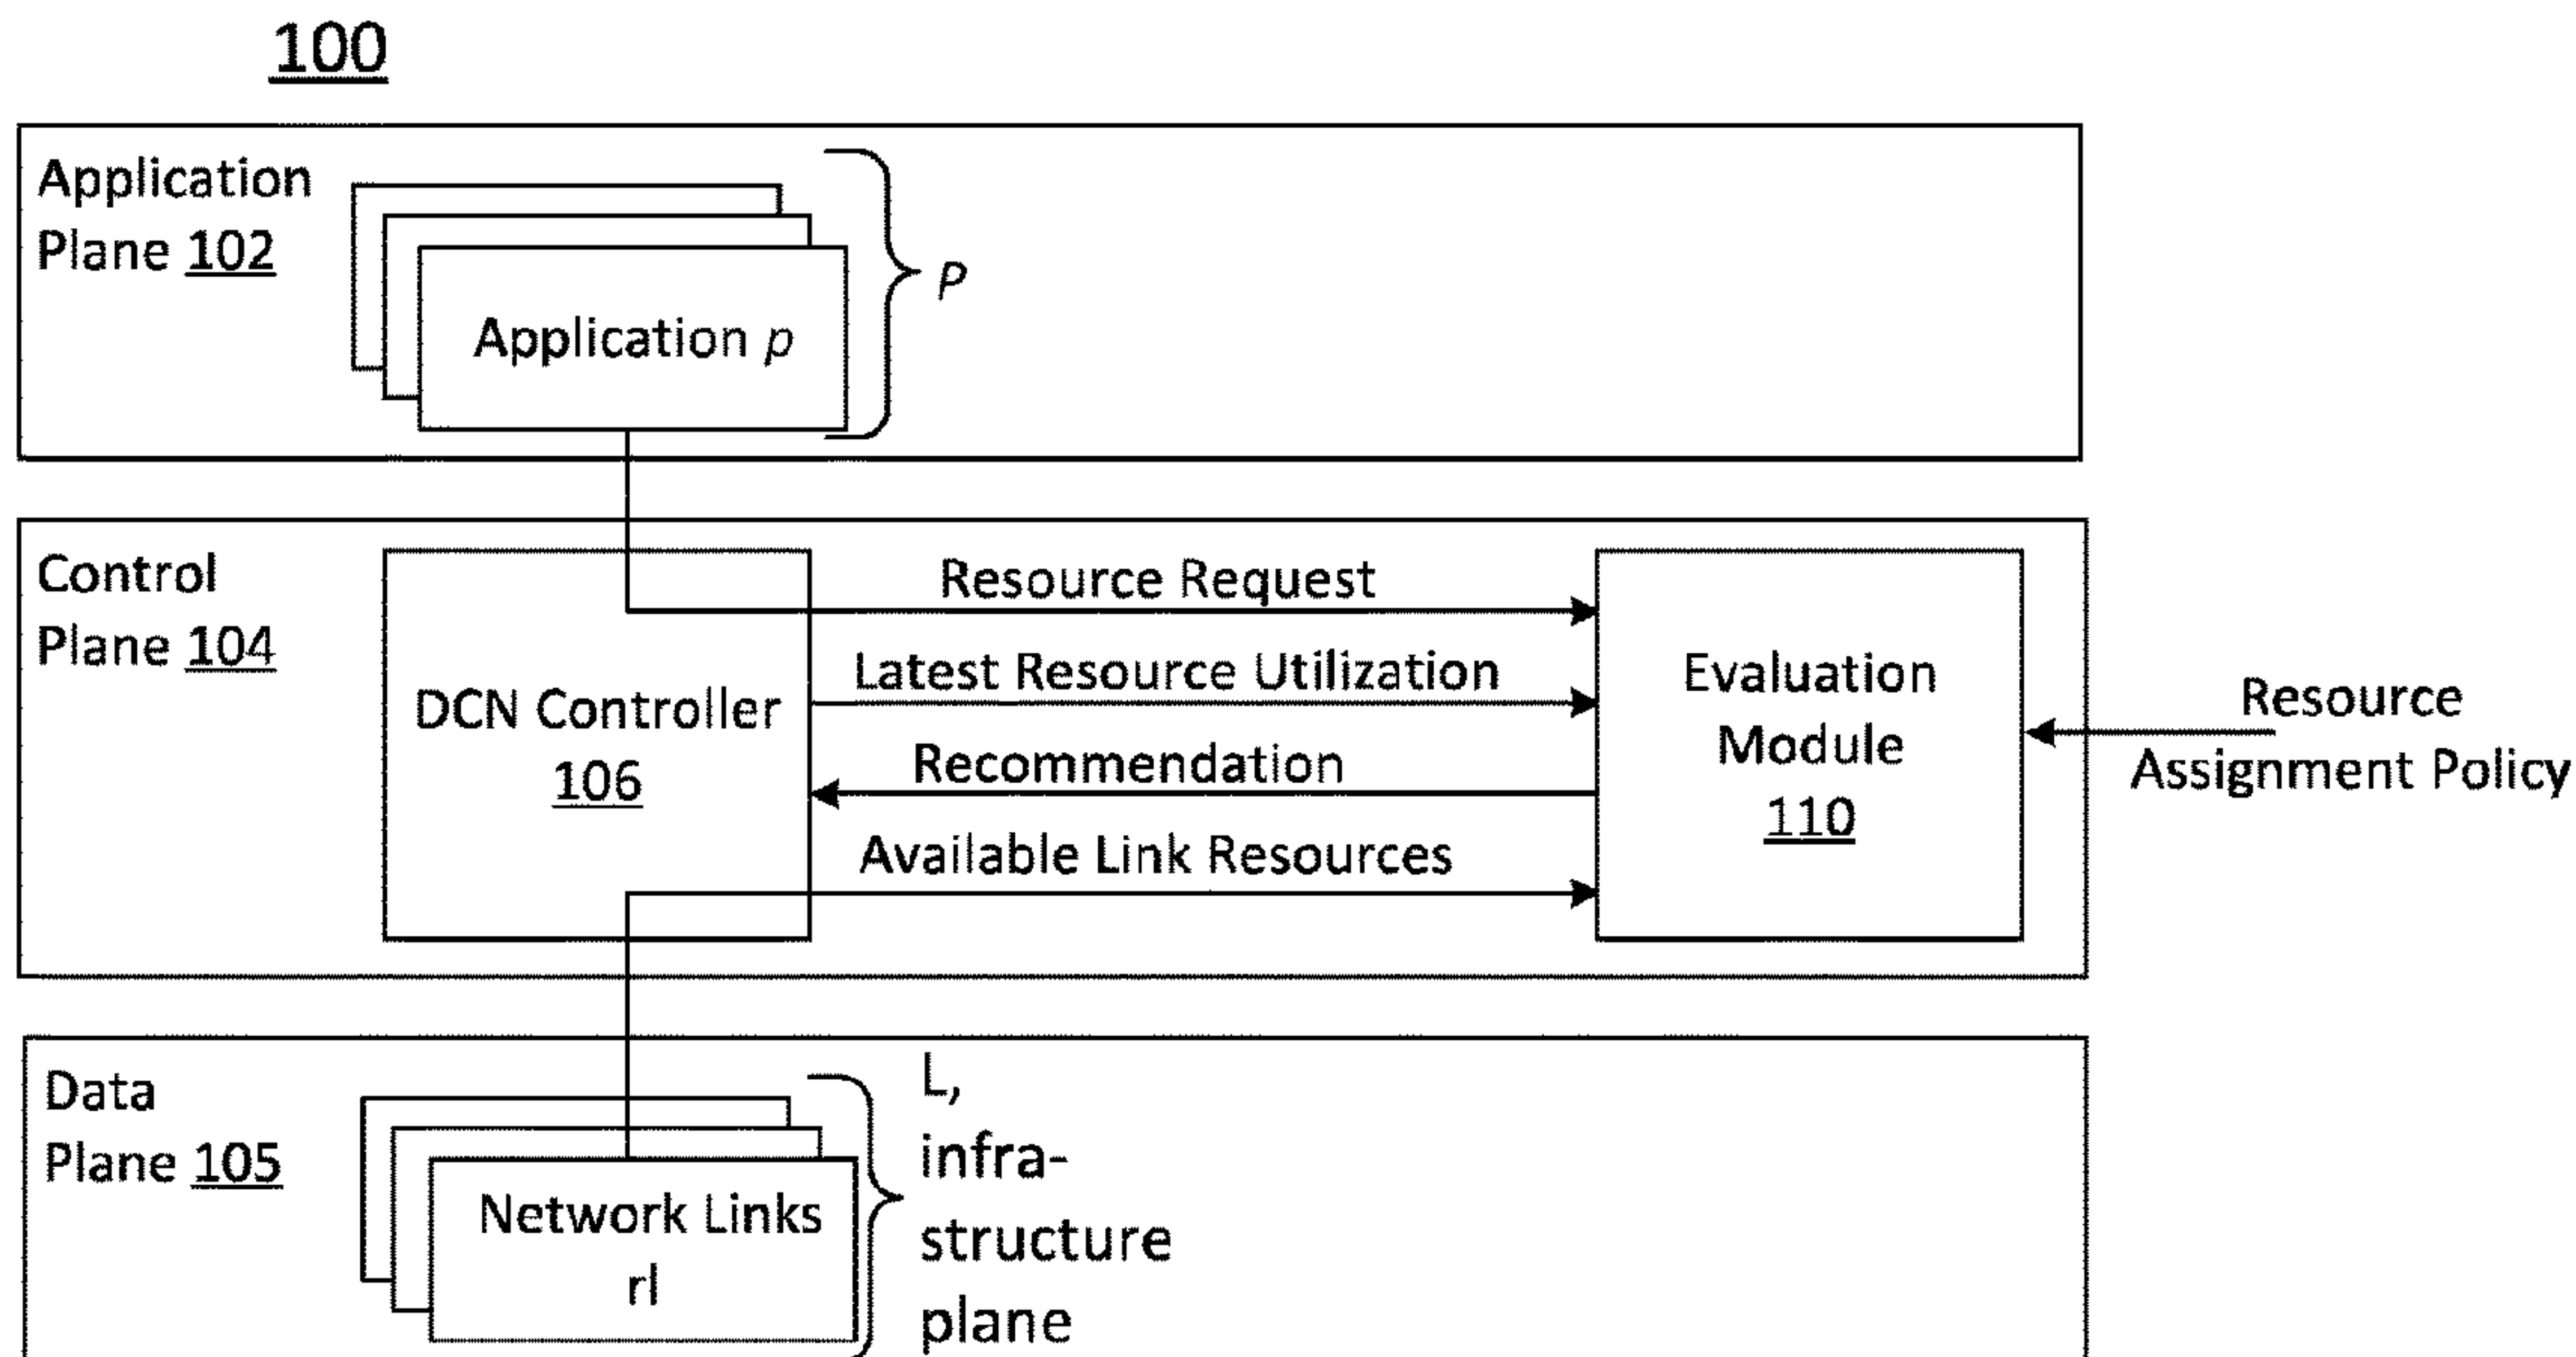 100
Application
Plane 102
Application p
P
Control
Plane 104
DCN Controller
106
Resource Request
Latest Resource Utilization
Recommendation
Available Link Resources
Evaluation
Module
110
Resource
Assignment Policy
Data
Plane 105
Network Links
rl
L,
infra-
structure
plane